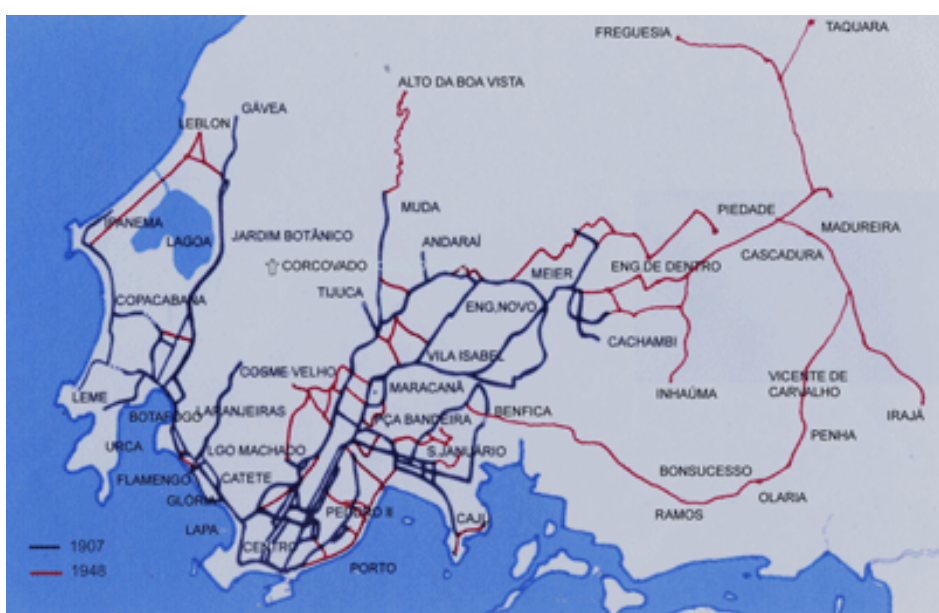 FREGUESIA
TAQUARA
ALTO DA BOA VISTA
GÁVEA
LEBLON
MUDA
PIEDADE
MADUREIRA
IPANEMA
LAGOA
JARDIM BOTÂNICO
ANDARAÍ
CASCADURA
CORCOVADO
MEIER
ENG.DE DENTRO
COPACABANA
TIJUCA
ENG.NOVO
CACHAMBI
VILA ISABEL
COSME VELHO
VICENTE DE
CARVALHO
LEME
MARACANÃ
INHAÚMA
IRAJÁ
BOTAFOGO
LARANJEIRAS
PÇA BANDEIRA
BENFICA
PENHA
URCA
LGO MACHADO
S.JANUÁRIO
FLAMENGO
CATETE
BONSUCESSO
OLARIA
GLÓRIA
PEDRO II
CAJU
RAMOS
LAPA
CENTRO
PORTO
1907
1948